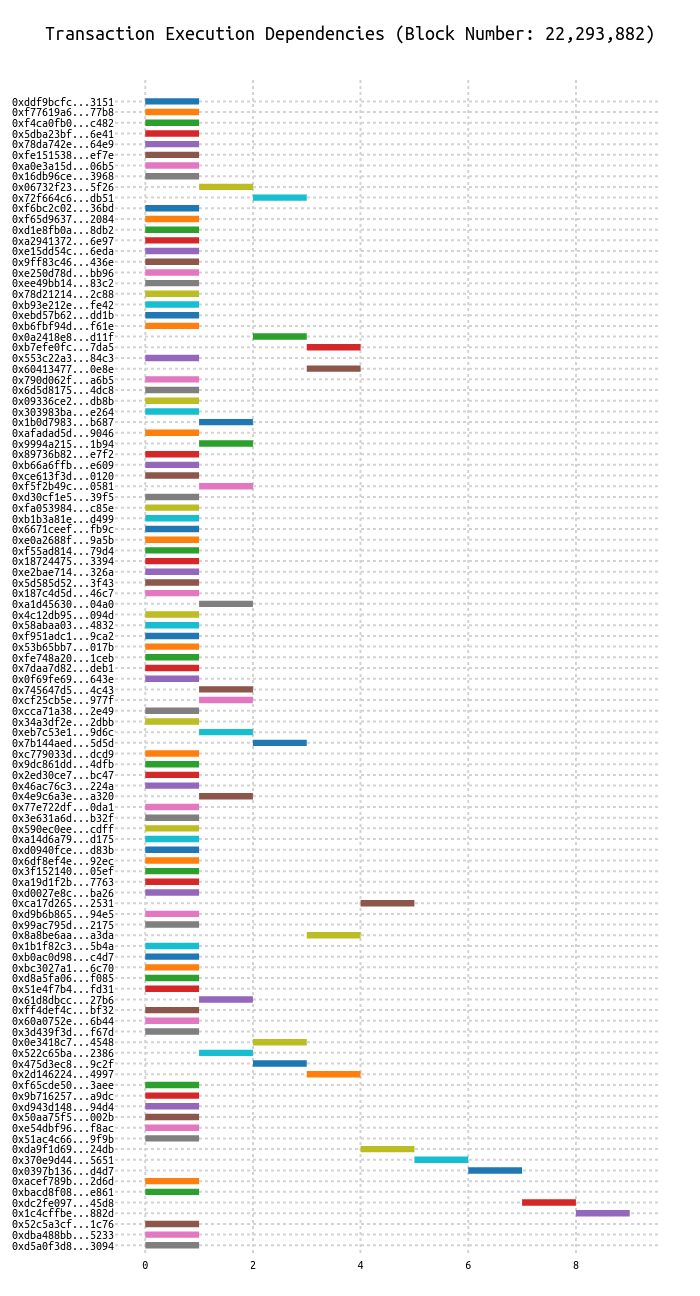 Transaction Execution Dependencies (Block Number: 22,293,882)
0xddf9bcfc...3151
0xf77619a6...77b8
0xf4ca0fb0...c482
0x5dba23bf...6e41
0x78da742e...64e9
0xfe151538...ef7e
0xa0e3a15d...06b5
0x16db96ce...3968
0x06732f23...5f26
0x72f664c6...db51
0xf6bc2c02...36bd
0xf65d9637...2084
0xd1e8fb0a...8db2
0xa2941372...6e97
0xe15dd54c...6eda
0x9ff83c46...436e
0xe250d78d...bb96
0xee49bb14...83c2
0x78d21214...2c88
0xb93e212e...fe42
0xebd57b62...dd1b
0xb6fbf94d...f61e
0x0a2418e8...d11f
0xb7efe0fc...7da5
0x553c22a3...84c3
0x60413477...0e8e
0x790d062f...a6b5
0x6d5d8175...4dc8
0x09336ce2...db8b
0x303983ba...e264
0x1b0d7983...b687
0xafadad5d...9046
0x9994a215...1b94
0x89736b82...e7f2
0xb66a6ffb...e609
0xce613f3d...0120
0xf5f2b49c...0581
0xd30cf1e5...39f5
0xfa053984...c85e
0xb1b3a81e...d499
0x6671ceef...fb9c
0xe0a2688f...9a5b
0xf55ad814...79d4
0x18724475...3394
0xe2bae714...326a
0x5d585d52...3f43
0x187c4d5d...46c7
0xa1d45630...04a0
0x4c12db95...094d
0x58abaa03...4832
0xf951adc1...9ca2
0x53b65bb7...017b
0xfe748a20...1ceb
0x7daa7d82...deb1
0x0f69fe69...643e
0x745647d5...4c43
0xcf25cb5e...977f
0xcca71a38...2e49
0x34a3df2e...2dbb
0xeb7c53e1...9d6c
0x7b144aed...5d5d
0xc779033d...dcd9
0x9dc861dd...4dfb
0x2ed30ce7...bc47
0x46ac76c3...224a
0x4e9c6a3e...a320
0x77e722df...0da1
0x3e631a6d...b32f
0x590ec0ee...cdff
0xa14d6a79...d175
0xd0940fce...d83b
0x6df8ef4e...92ec
0x3f152140...05ef
0xa19d1f2b...7763
0xd0027e8c...ba26
0xca17d265...2531
0xd9b6b865...94e5
0x99ac795d...2175
0x8a8be6aa...a3da
0x1b1f82c3...5b4a
0xb0ac0d98...c4d7
0xbc3027a1...6c70
0xd8a5fa06...f085
0x51e4f7b4...fd31
0x61d8dbcc...27b6
0xff4def4c...bf32
0x60a0752e...6b44
0x3d439f3d...f67d
0x0e3418c7...4548
0x522c65ba...2386
0x475d3ec8...9c2f
0x2d146224...4997
0xf65cde50...3aee
0x9b716257...a9dc
0xd943d148...94d4
0x50aa75f5...002b
0xe54dbf96...f8ac
0x51ac4c66...9f9b
0xda9f1d69...24db
0x370e9d44...5651
0x0397b136...d4d7
0xacef789b...2d6d
0xbacd8f08...e861
0xdc2fe097...45d8
0x1c4cffbe...882d
0x52c5a3cf...1c76
0xdba488bb...5233
0xd5a0f3d8...3094
0 2 4 6 8